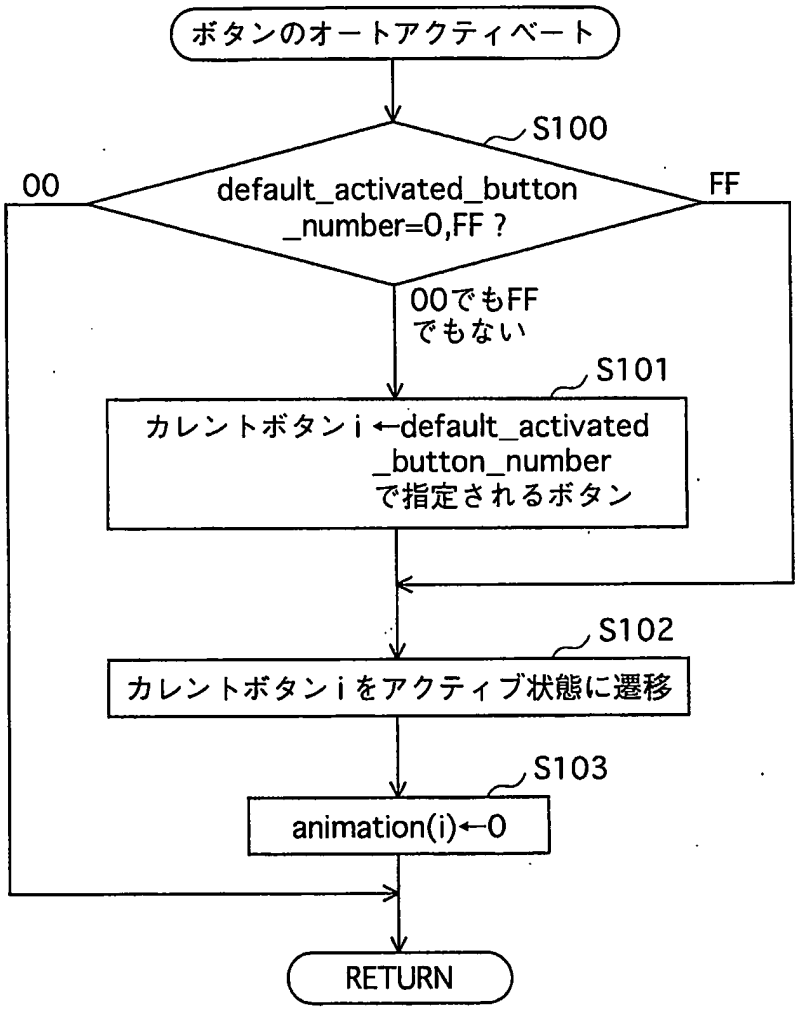 ボタンのオートアクティベート
S100
00
default_activated_button
_number=0,FF ?
FF
00でもFF
でもない
S101
カレントボタン i ←default_activated
_button_number
で指定されるボタン
S102
カレントボタン i をアクティブ状態に遷移
S103
animation(i)←0
RETURN